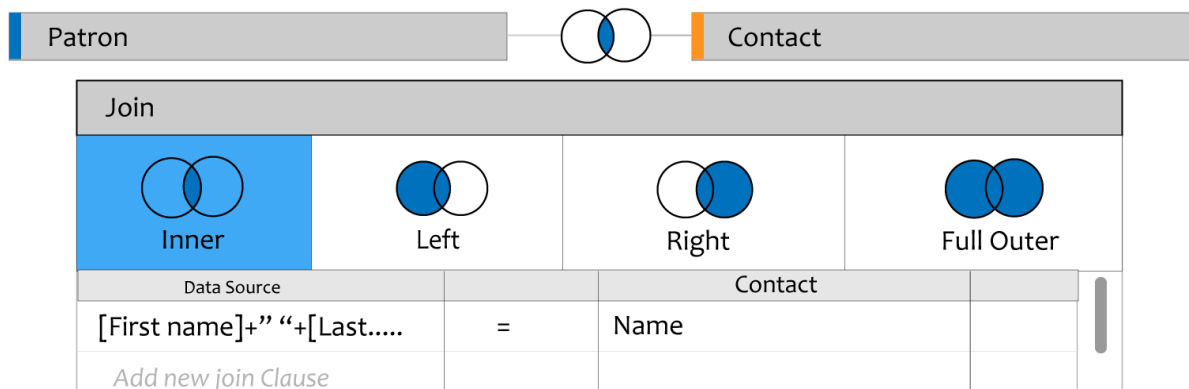 Patron
Contact
Join
Inner
Left
Right
Full Outer
Data Source
Contact
[First name]+” “+[Last.....
=
Name
Add new join Clause